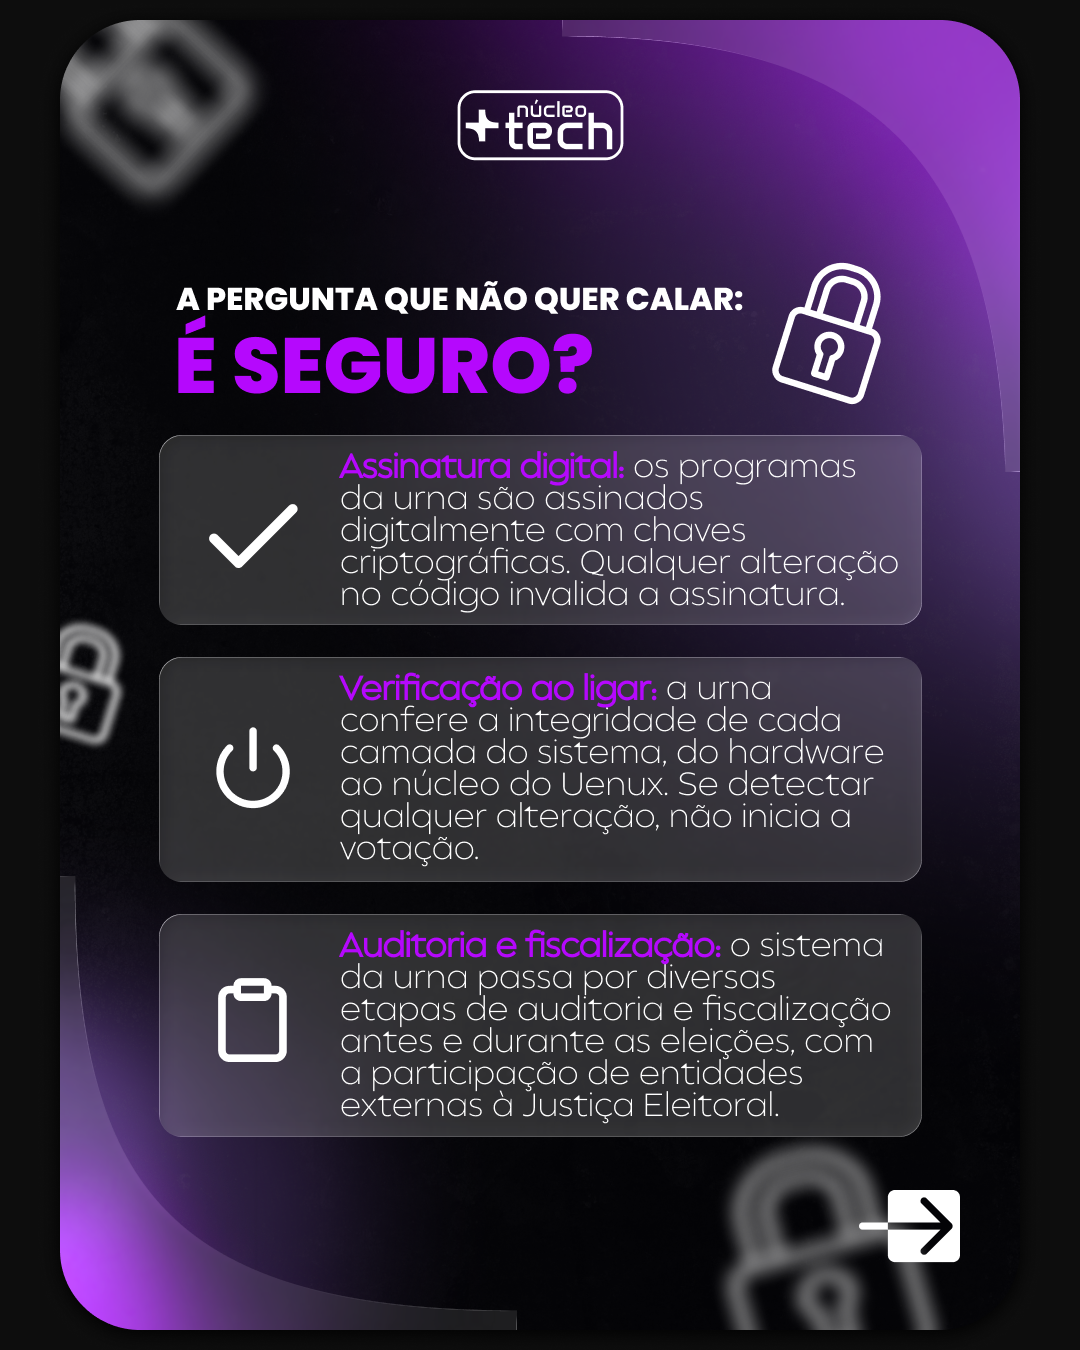 núcleo
tech
A PERGUNTA QUE NÃO QUER CALAR:
É SEGURO?
Assinatura digital: os programas
da urna são assinados
digitalmente com chaves
criptográficas. Qualquer alteração
no código invalida a assinatura.
Verificação ao ligar: a urna
confere a integridade de cada
camada do sistema, do hardware
ao núcleo do Uenux. Se detectar
qualquer alteração, não inicia a
votação.
Auditoria e fiscalização: o sistema
da urna passa por diversas
etapas de auditoria e fiscalização
antes e durante as eleições, com
a participação de entidades
externas à Justiça Eleitoral.